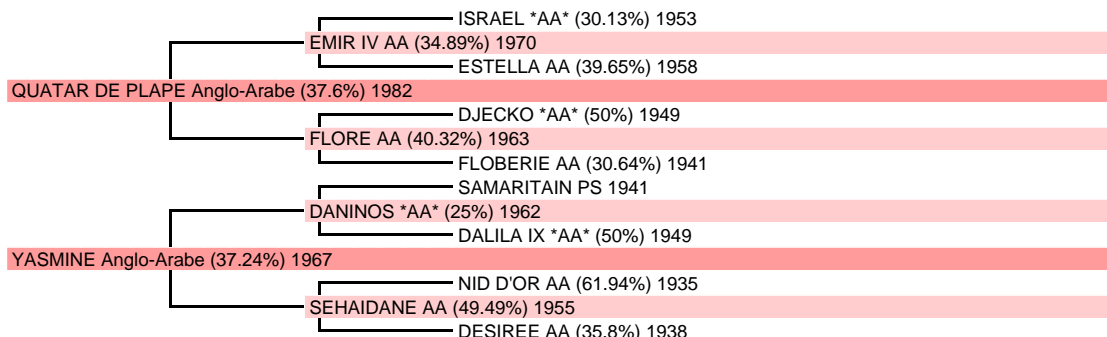 ISRAEL *AA* (30.13%) 1953
EMIR IV AA (34.89%) 1970
ESTELLA AA (39.65%) 1958
QUATAR DE PLAPE Anglo-Arabe (37.6%) 1982
DJECKO *AA* (50%) 1949
FLORE AA (40.32%) 1963
FLOBERIE AA (30.64%) 1941
SAMARITAIN PS 1941
DANINOS *AA* (25%) 1962
DALILA IX *AA* (50%) 1949
YASMINE Anglo-Arabe (37.24%) 1967
NID D'OR AA (61.94%) 1935
SEHAIDANE AA (49.49%) 1955
DESIREE AA (35.8%) 1938